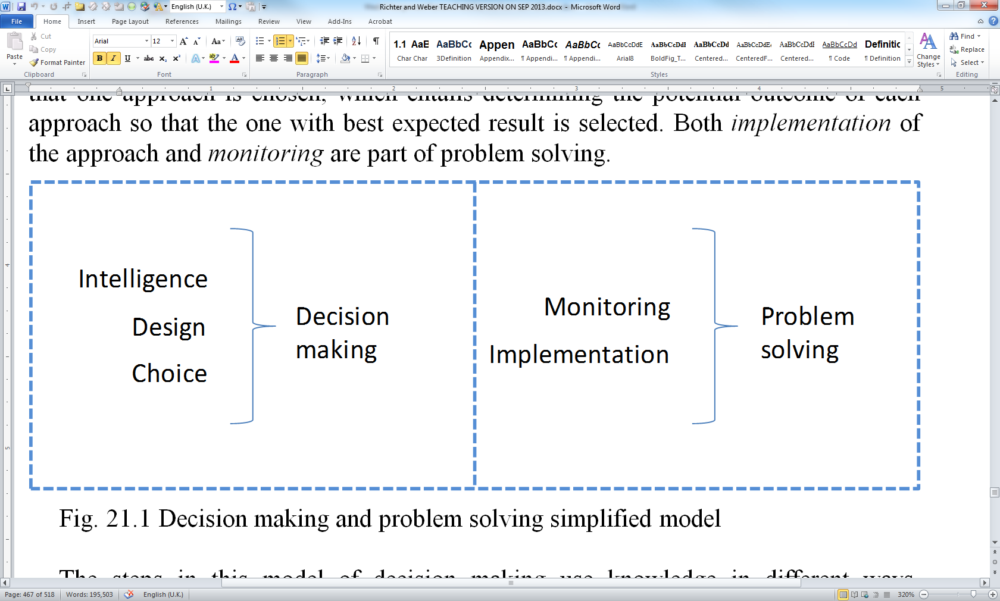 Richter and Weber TEACHING VERSION ON SEP 2013.docx - Microsoft Word
English (U.K.)
File Home Insert Page Layout References Mailings Review View Add-Ins Acrobat
Paste
Cut
Copy
Format Painter
Clipboard
Arial 12
Font
Paragraph
1.1 AaB AaBbCc Appen AaBbCc AaBbCc AaBbCcDdE AaBbCcDdI AaBbCcDd AaBbCcDdE AaBbCcDdI AaBbCcDd Definitic
Char Char 3Definition Appendix... ¶ Appendi... ¶ Appendi... Arial8 BoldFig_T... Centered... CenteredF... Centered... ¶ Code ¶ Definition
Styles
Change Styles
Find
Replace
Select
Editing
1 2 3 4 5
that one approach is chosen, which entails determining the potential outcome of each
approach so that the one with best expected result is selected. Both implementation of
the approach and monitoring are part of problem solving.
Intelligence
Design
Choice
Decision
making
Monitoring
Implementation
Problem
solving
Fig. 21.1 Decision making and problem solving simplified model
The steps in this model of decision making use knowledge in different ways.
Page: 467 of 518 Words: 195,503 English (U.K.) 320%